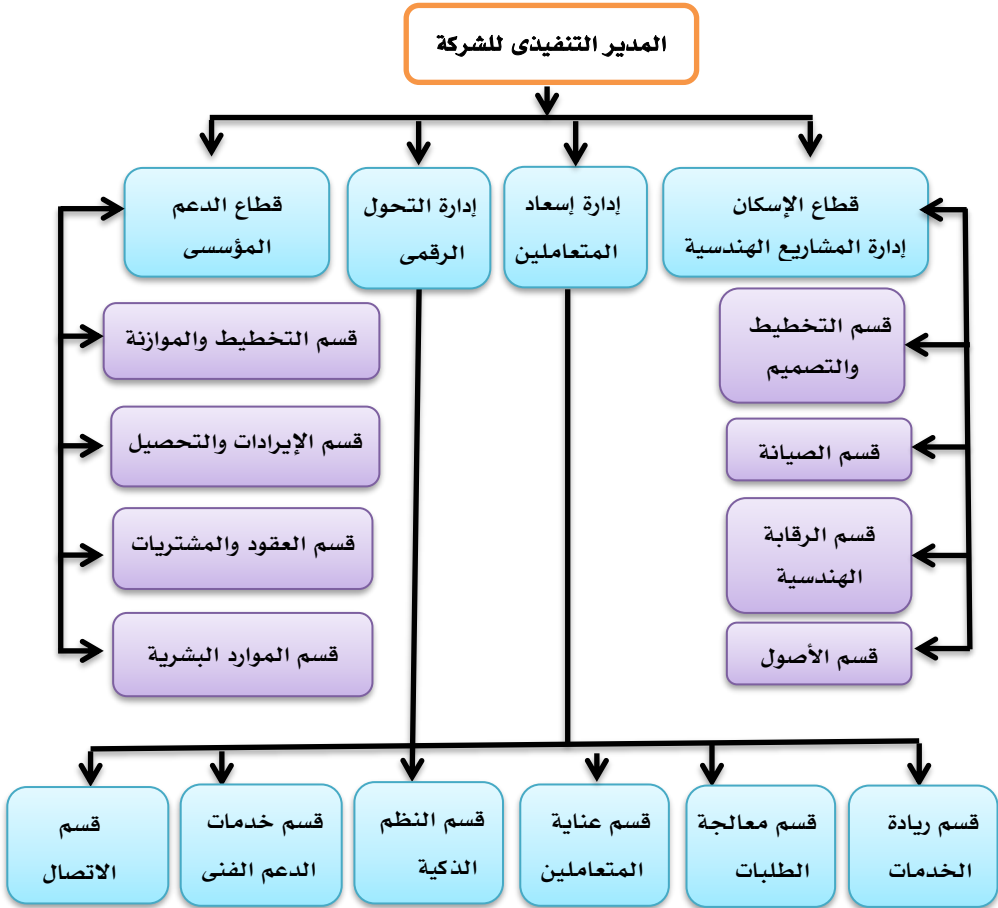 المدير التنفيذى للشركة
قطاع الإسكان
إدارة المشاريع الهندسية
إدارة إسعاد
المتعاملين
إدارة التحول
الرقمى
قطاع الدعم
المؤسسى
قسم التخطيط
والتصميم
قسم الصيانة
قسم الرقابة
الهندسية
قسم الأصول
قسم التخطيط والموازنة
قسم الإيرادات والتحصيل
قسم العقود والمشتريات
قسم الموارد البشرية
قسم ريادة
الخدمات
قسم معالجة
الطلبات
قسم عناية
المتعاملين
قسم النظم
الذكية
قسم خدمات
الدعم الفنى
قسم
الاتصال